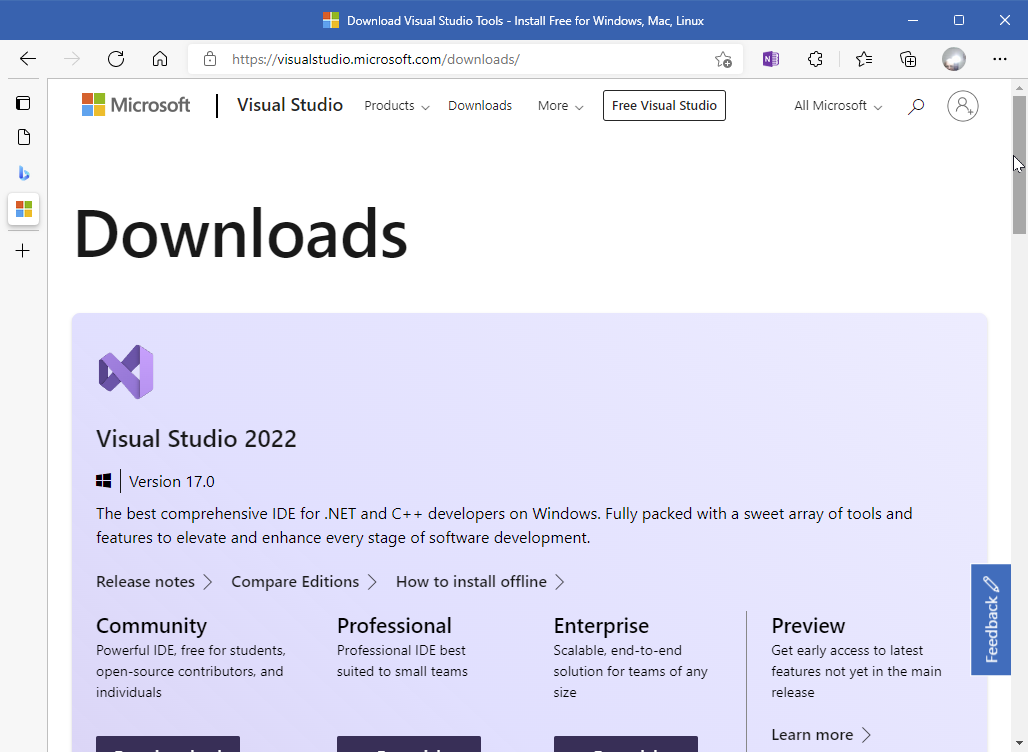 Download Visual Studio Tools - Install Free for Windows, Mac, Linux
https://visualstudio.microsoft.com/downloads/
Microsoft | Visual Studio Products Downloads More Free Visual Studio All Microsoft
Downloads
Visual Studio 2022
Version 17.0
The best comprehensive IDE for .NET and C++ developers on Windows. Fully packed with a sweet array of tools and
features to elevate and enhance every stage of software development.
Release notes Compare Editions How to install offline
Community
Powerful IDE, free for students,
open-source contributors, and
individuals
Professional
Professional IDE best
suited to small teams
Enterprise
Scalable, end-to-end
solution for teams of any
size
Preview
Get early access to latest
features not yet in the main
release
Learn more
Feedback